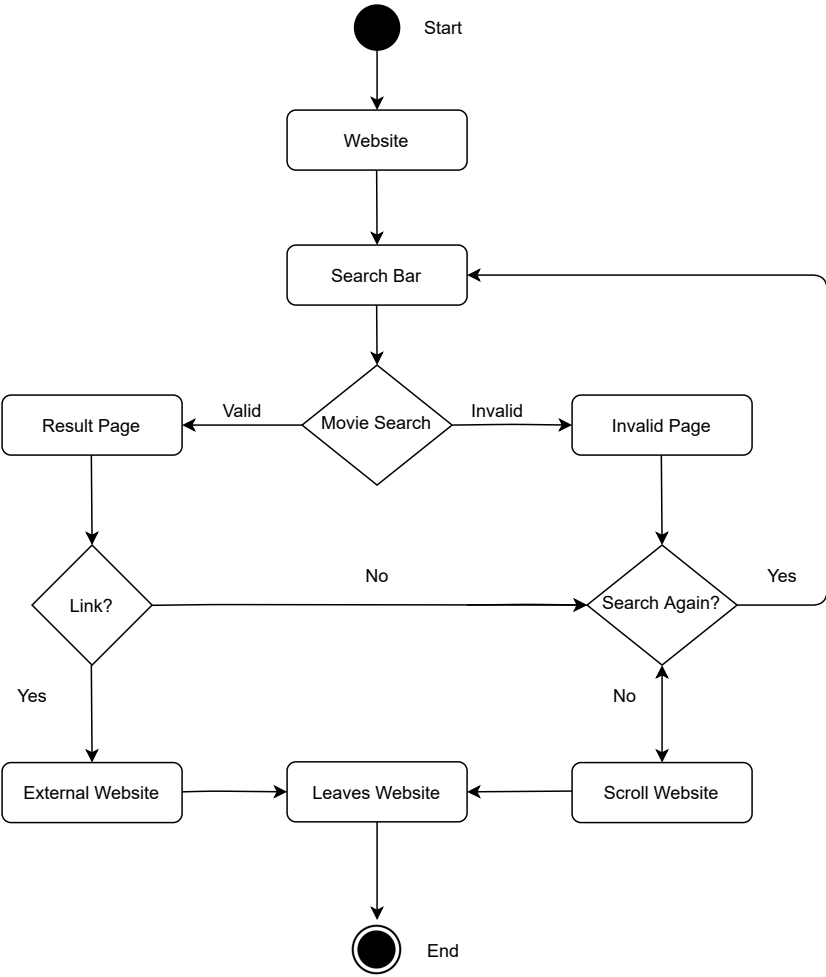 Start
Website
Search Bar
Valid
Movie Search
Invalid
Result Page
Invalid Page
No
Yes
Link?
Search Again?
Yes
No
External Website
Leaves Website
Scroll Website
End